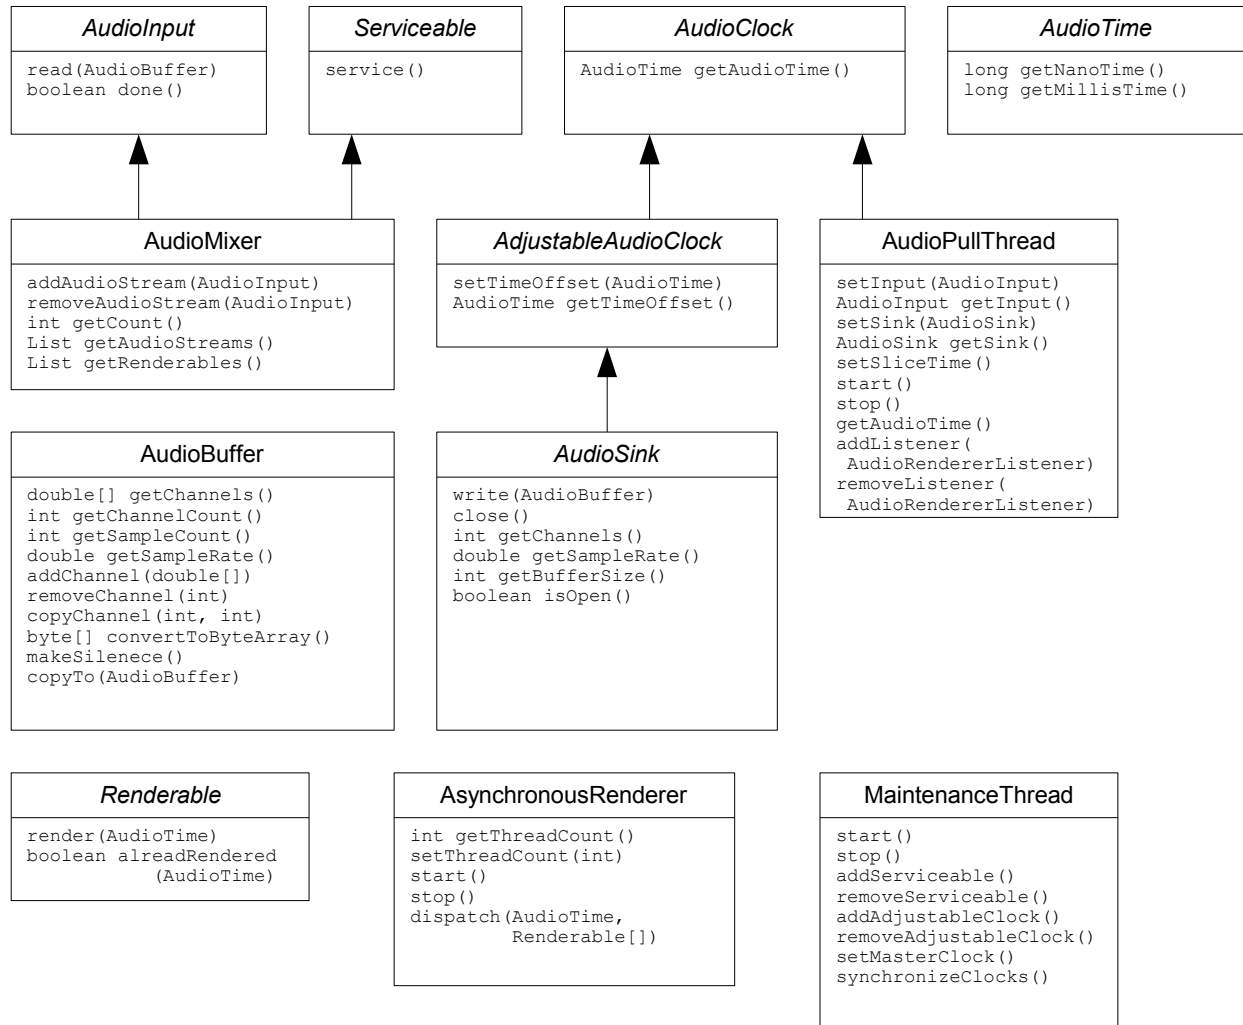 AudioInput
read(AudioBuffer)
boolean done()
Serviceable
service()
AudioClock
AudioTime getAudioTime()
AudioTime
long getNanoTime()
long getMillisTime()
AudioMixer
addAudioStream(AudioInput)
removeAudioStream(AudioInput)
int getCount()
List getAudioStreams()
List getRenderables()
AdjustableAudioClock
setTimeOffset(AudioTime)
AudioTime getTimeOffset()
AudioPullThread
setInput(AudioInput)
AudioInput getInput()
setSink(AudioSink)
AudioSink getSink()
setSliceTime()
start()
stop()
getAudioTime()
addListener(
AudioRendererListener)
removeListener(
AudioRendererListener)
AudioBuffer
double[] getChannels()
int getChannelCount()
int getSampleCount()
double getSampleRate()
addChannel(double[])
removeChannel(int)
copyChannel(int, int)
byte[] convertToByteArray()
makeSilenece()
copyTo(AudioBuffer)
AudioSink
write(AudioBuffer)
close()
int getChannels()
double getSampleRate()
int getBufferSize()
boolean isOpen()
Renderable
render(AudioTime)
boolean alreadRendered
(AudioTime)
AsynchronousRenderer
int getThreadCount()
setThreadCount(int)
start()
stop()
dispatch(AudioTime,
Renderable[])
MaintenanceThread
start()
stop()
addServiceable()
removeServiceable()
addAdjustableClock()
removeAdjustableClock()
setMasterClock()
synchronizeClocks()